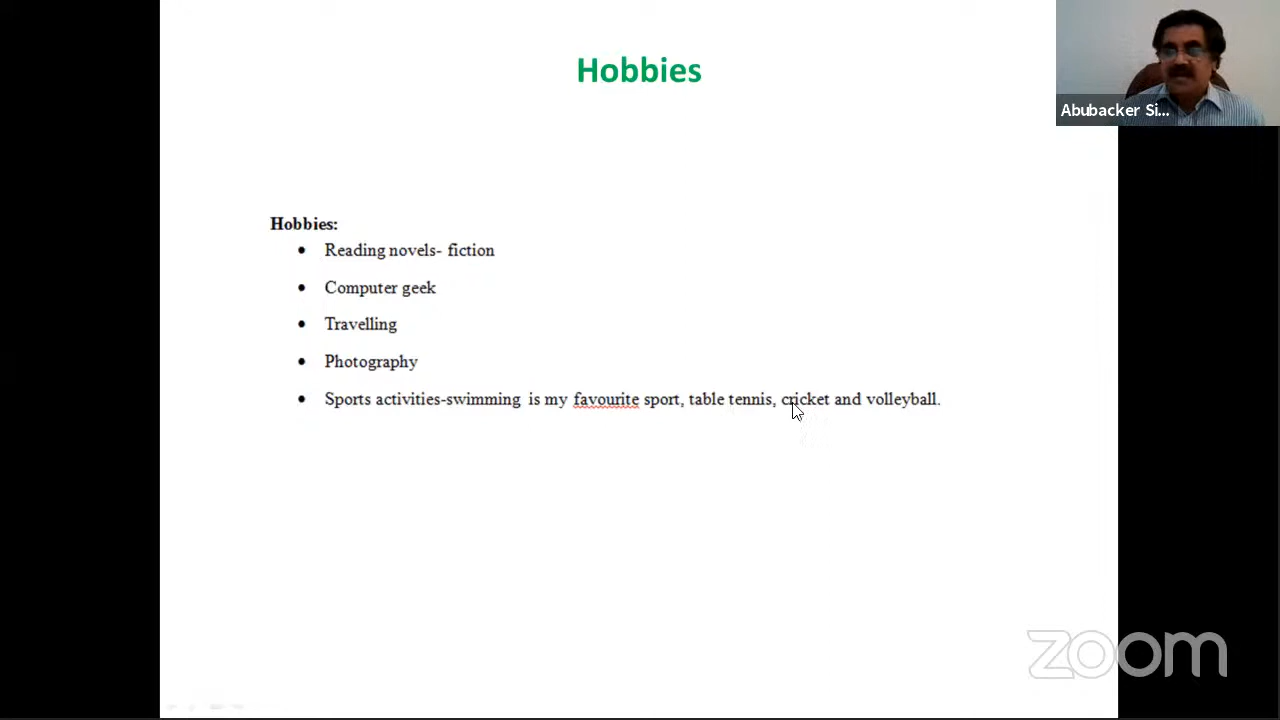 Hobbies
Abubacker Si...
Hobbies:
• Reading novels- fiction
• Computer geek
• Travelling
• Photography
• Sports activities-swimming is my favourite sport, table tennis, cricket and volleyball.
zoom